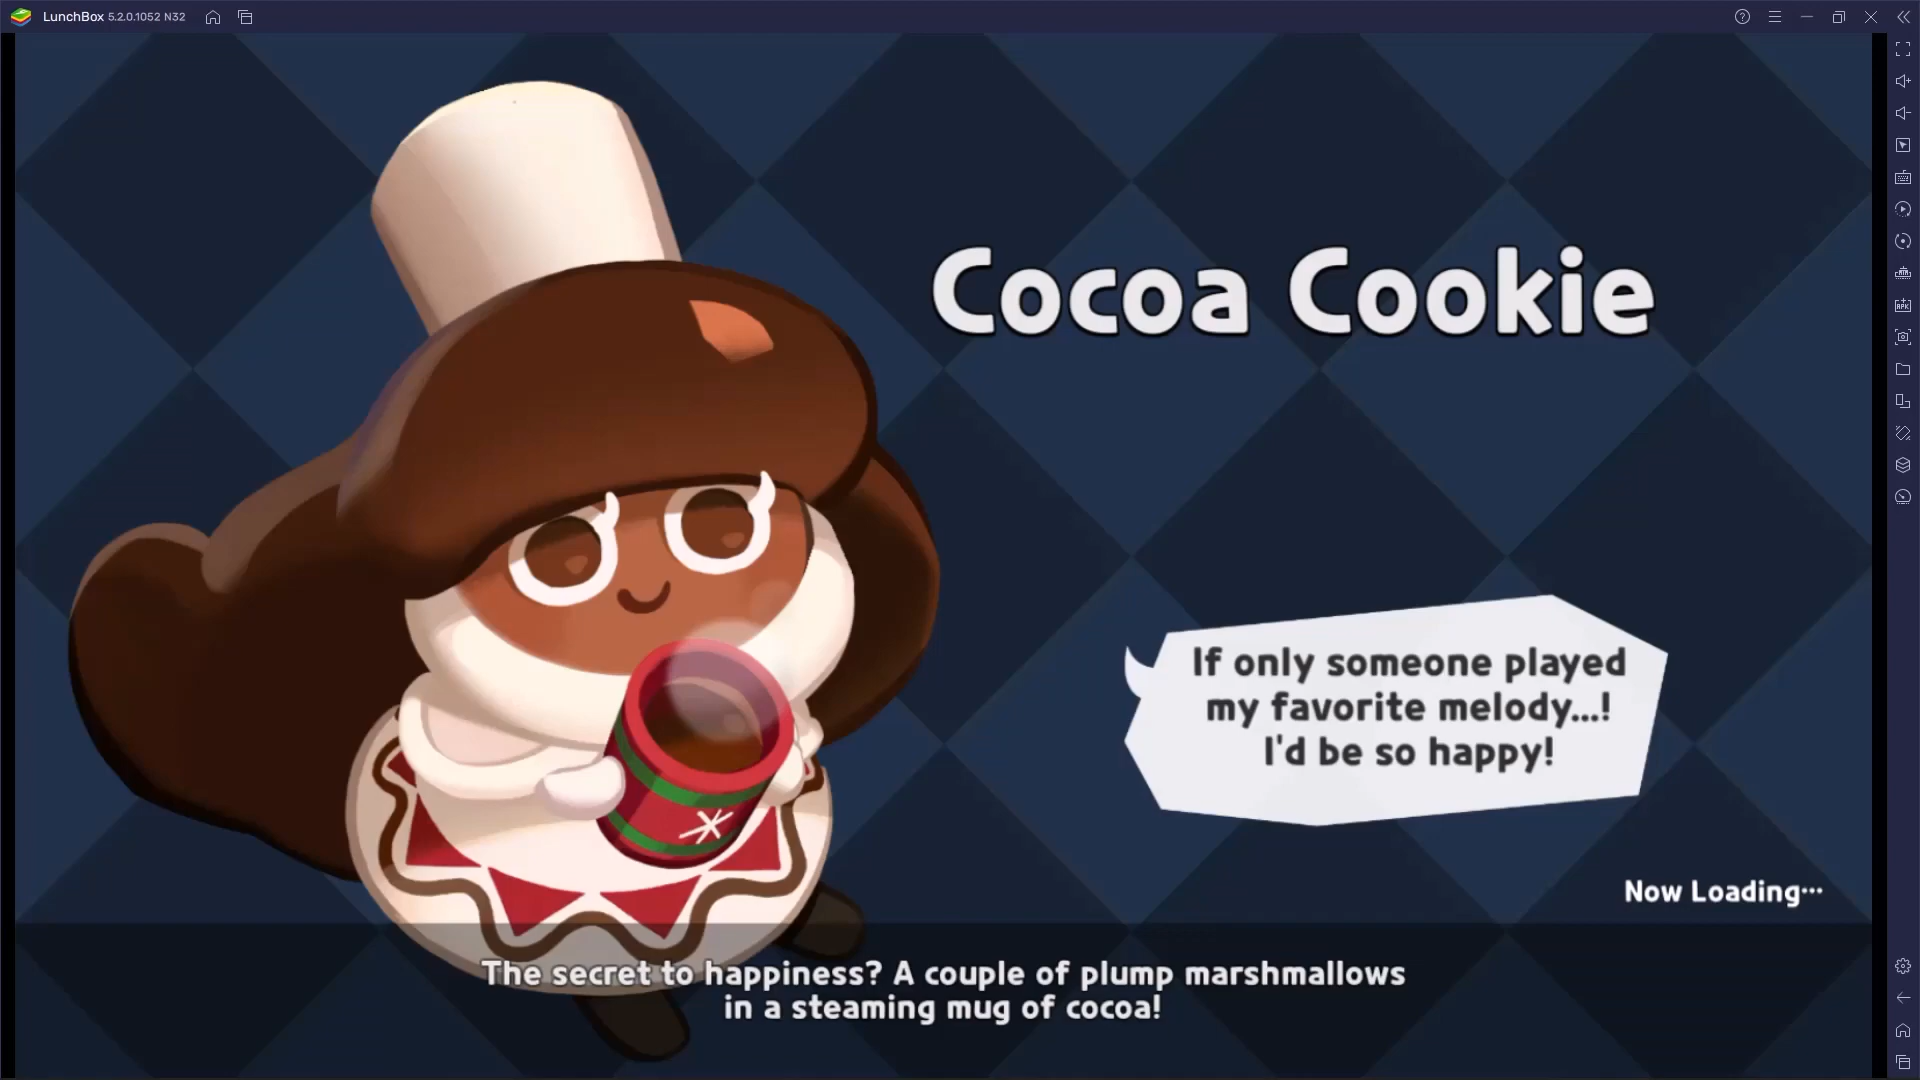 LunchBox 5.2.0.1052 N32
Cocoa Cookie
If only someone played
my favorite melody...!
I'd be so happy!
Now Loading...
The secret to happiness? A couple of plump marshmallows
in a steaming mug of cocoa!